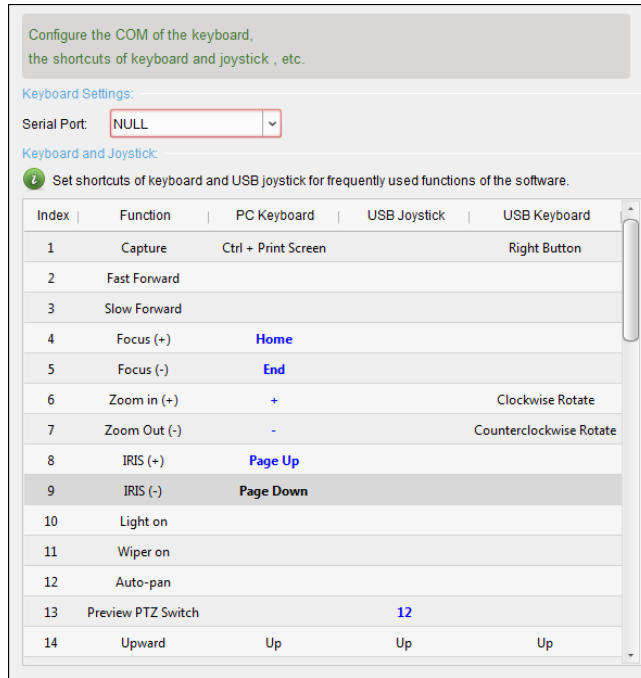 Configure the COM of the keyboard,
the shortcuts of keyboard and joystick , etc.
Keyboard Settings:
Serial Port: NULL
Keyboard and Joystick:
Set shortcuts of keyboard and USB joystick for frequently used functions of the software.
Index Function PC Keyboard USB Joystick USB Keyboard
1 Capture Ctrl + Print Screen Right Button
2 Fast Forward
3 Slow Forward
4 Focus (+) Home
5 Focus (-) End
6 Zoom in (+) + Clockwise Rotate
7 Zoom Out (-) - Counterclockwise Rotate
8 IRIS (+) Page Up
9 IRIS (-) Page Down
10 Light on
11 Wiper on
12 Auto-pan
13 Preview PTZ Switch 12
14 Upward Up Up Up